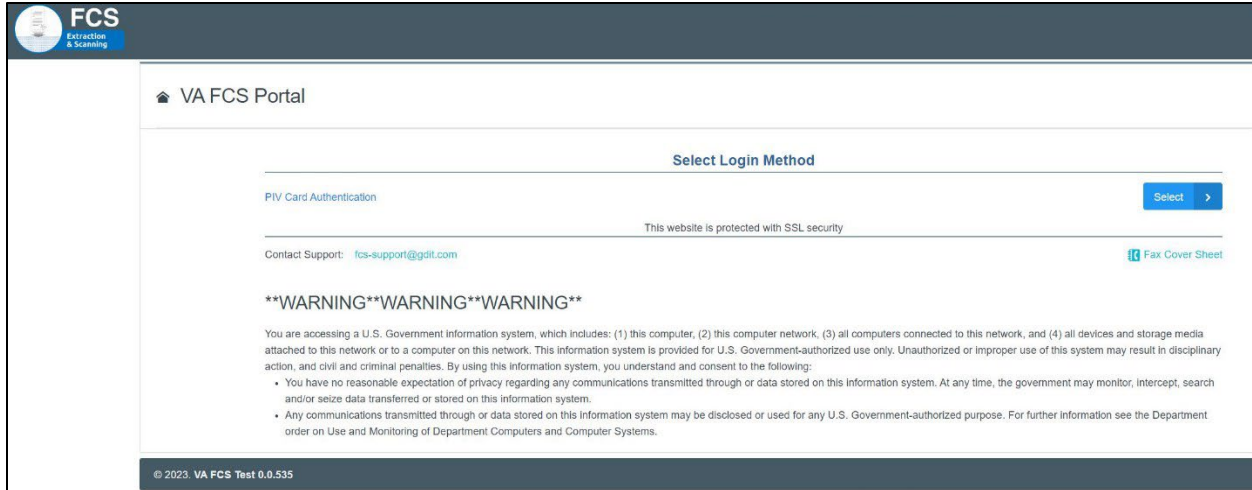 FCS
Extraction
& Scanning
VA FCS Portal
Select Login Method
PIV Card Authentication
Select
This website is protected with SSL security
Contact Support: fcs-support@gdit.com
Fax Cover Sheet
**WARNING**WARNING**WARNING**
You are accessing a U.S. Government information system, which includes: (1) this computer, (2) this computer network, (3) all computers connected to this network, and (4) all devices and storage media
attached to this network or to a computer on this network. This information system is provided for U.S. Government-authorized use only. Unauthorized or improper use of this system may result in disciplinary
action, and civil and criminal penalties. By using this information system, you understand and consent to the following:
• You have no reasonable expectation of privacy regarding any communications transmitted through or data stored on this information system. At any time, the government may monitor, intercept, search
and/or seize data transferred or stored on this information system.
• Any communications transmitted through or data stored on this information system may be disclosed or used for any U.S. Government-authorized purpose. For further information see the Department
order on Use and Monitoring of Department Computers and Computer Systems.
© 2023. VA FCS Test 0.0.535